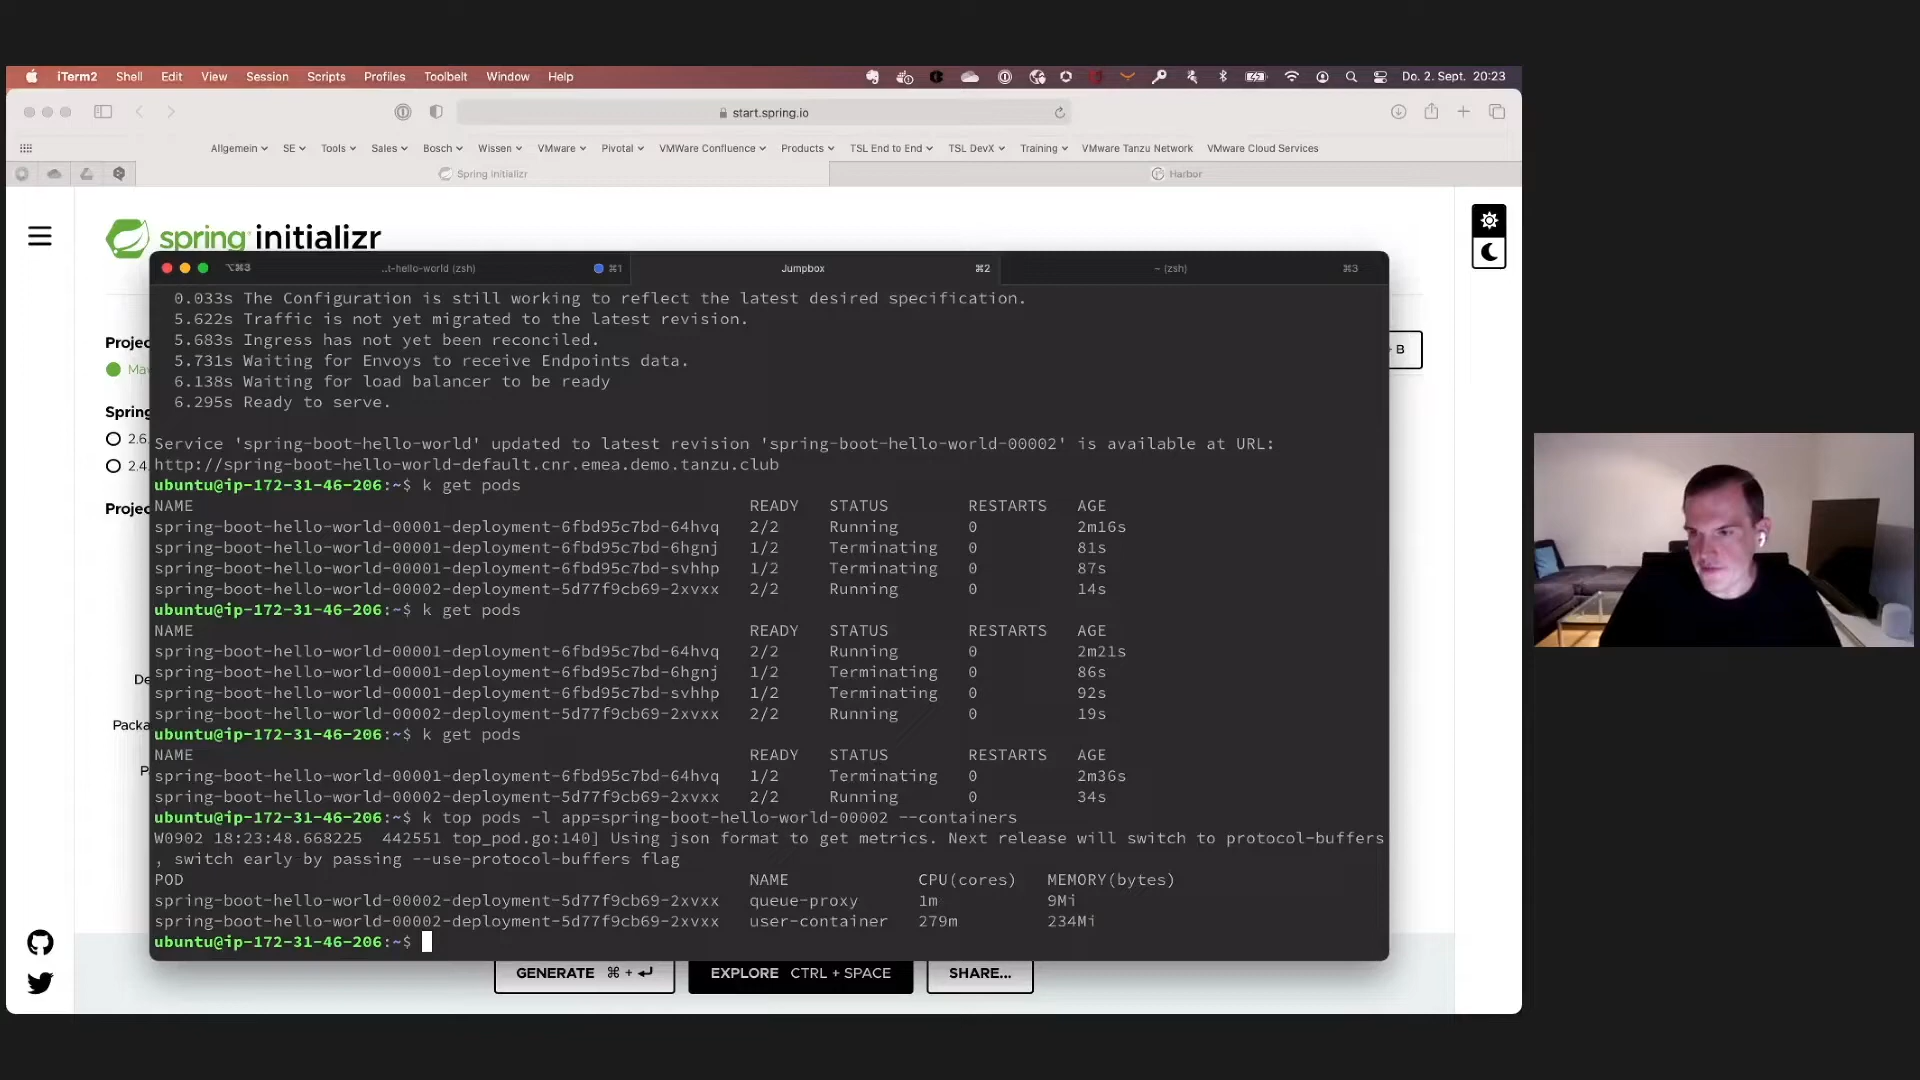 iTerm2 Shell Edit View Session Scripts Profiles Toolbelt Window Help Do. 2. Sept. 20:23
start.spring.io
Allgemein SE Tools Sales Bosch Wissen VMware Pivotal VMWare Confluence Products TSL End to End TSL DevX Training VMware Tanzu Network VMware Cloud Services
Spring Initializr Harbor
spring initializr
⌥⌘3 ..t-hello-world (zsh) ⌘1 Jumpbox ⌘2 ~ (zsh) ⌘3
0.033s The Configuration is still working to reflect the latest desired specification.
5.622s Traffic is not yet migrated to the latest revision.
5.683s Ingress has not yet been reconciled.
5.731s Waiting for Envoys to receive Endpoints data.
6.138s Waiting for load balancer to be ready
6.295s Ready to serve.
Service 'spring-boot-hello-world' updated to latest revision 'spring-boot-hello-world-00002' is available at URL:
http://spring-boot-hello-world-default.cnr.emea.demo.tanzu.club
ubuntu@ip-172-31-46-206:~$ k get pods
NAME READY STATUS RESTARTS AGE
spring-boot-hello-world-00001-deployment-6fbd95c7bd-64hvq 2/2 Running 0 2m16s
spring-boot-hello-world-00001-deployment-6fbd95c7bd-6hgnj 1/2 Terminating 0 81s
spring-boot-hello-world-00001-deployment-6fbd95c7bd-svhhp 1/2 Terminating 0 87s
spring-boot-hello-world-00002-deployment-5d77f9cb69-2xvxx 2/2 Running 0 14s
ubuntu@ip-172-31-46-206:~$ k get pods
NAME READY STATUS RESTARTS AGE
spring-boot-hello-world-00001-deployment-6fbd95c7bd-64hvq 2/2 Running 0 2m21s
spring-boot-hello-world-00001-deployment-6fbd95c7bd-6hgnj 1/2 Terminating 0 86s
spring-boot-hello-world-00001-deployment-6fbd95c7bd-svhhp 1/2 Terminating 0 92s
spring-boot-hello-world-00002-deployment-5d77f9cb69-2xvxx 2/2 Running 0 19s
ubuntu@ip-172-31-46-206:~$ k get pods
NAME READY STATUS RESTARTS AGE
spring-boot-hello-world-00001-deployment-6fbd95c7bd-64hvq 1/2 Terminating 0 2m36s
spring-boot-hello-world-00002-deployment-5d77f9cb69-2xvxx 2/2 Running 0 34s
ubuntu@ip-172-31-46-206:~$ k top pods -l app=spring-boot-hello-world-00002 --containers
W0902 18:23:48.668225 442551 top_pod.go:140] Using json format to get metrics. Next release will switch to protocol-buffers
, switch early by passing --use-protocol-buffers flag
POD NAME CPU(cores) MEMORY(bytes)
spring-boot-hello-world-00002-deployment-5d77f9cb69-2xvxx queue-proxy 1m 9Mi
spring-boot-hello-world-00002-deployment-5d77f9cb69-2xvxx user-container 279m 234Mi
ubuntu@ip-172-31-46-206:~$
Projec
Mav
Spring
2.6.
2.4.
Projec
De
Packa
P
B
GENERATE ⌘ + ↵ EXPLORE CTRL + SPACE SHARE...